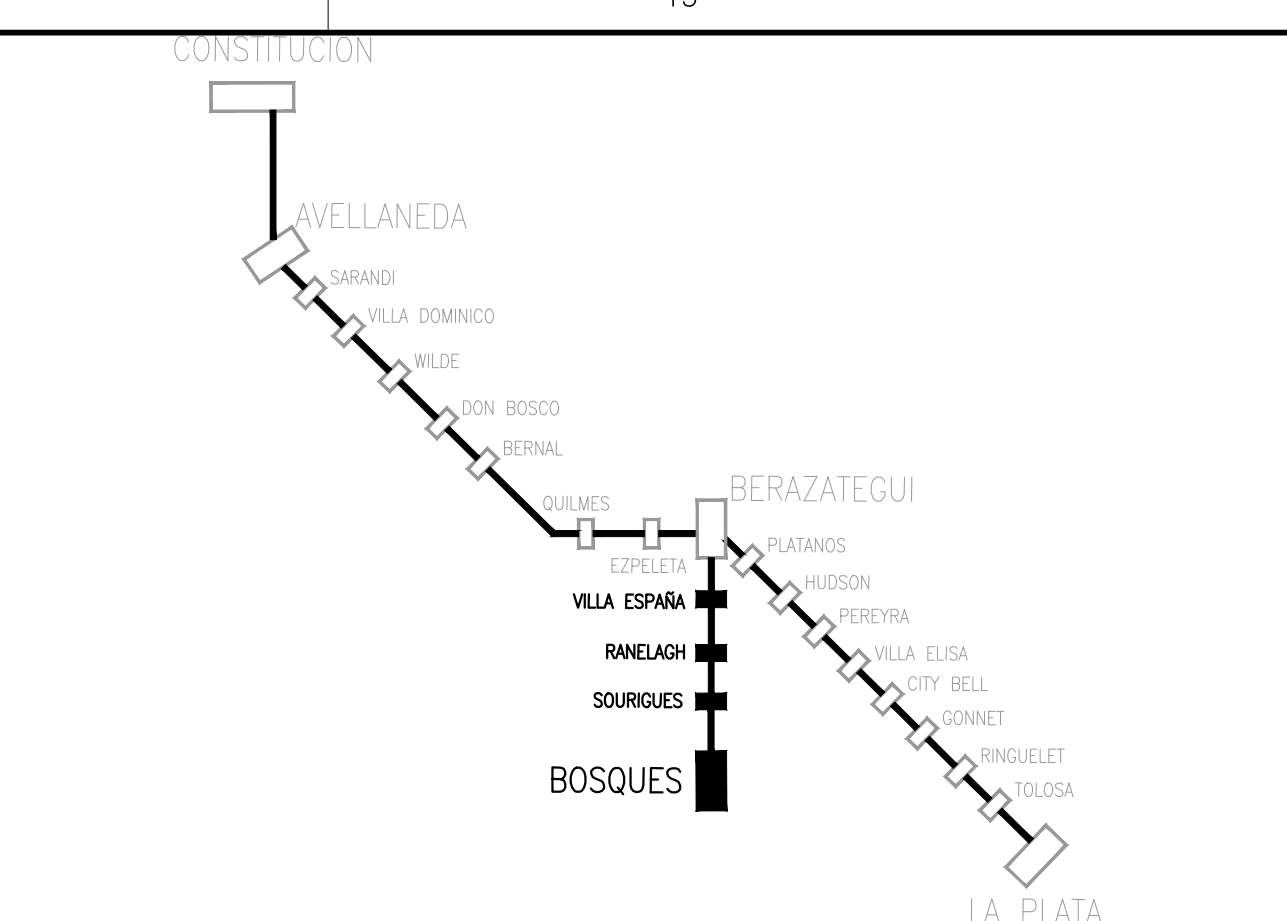 CONSTITUCION
AVELLANEDA
SARANDI
VILLA DOMINICO
WILDE
DON BOSCO
BERNAL
QUILMES
BERAZATEGUI
EZPELETA
PLATANOS
HUDSON
VILLA ESPAÑA
PEREYRA
RANELAGH
VILLA ELISA
CITY BELL
SOURIGUES
GONNET
RINGUELET
BOSQUES
TOLOSA
LA PLATA